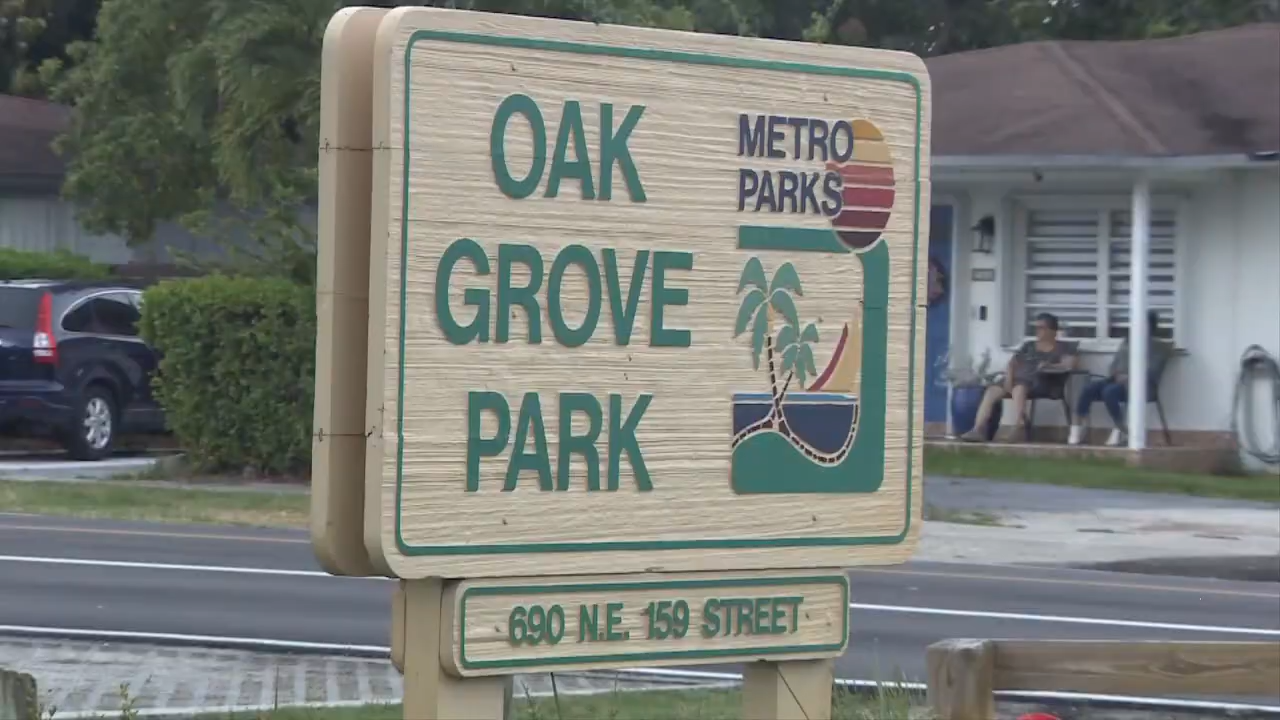 OAK
GROVE
PARK
METRO
PARKS
690 N.E. 159 STREET